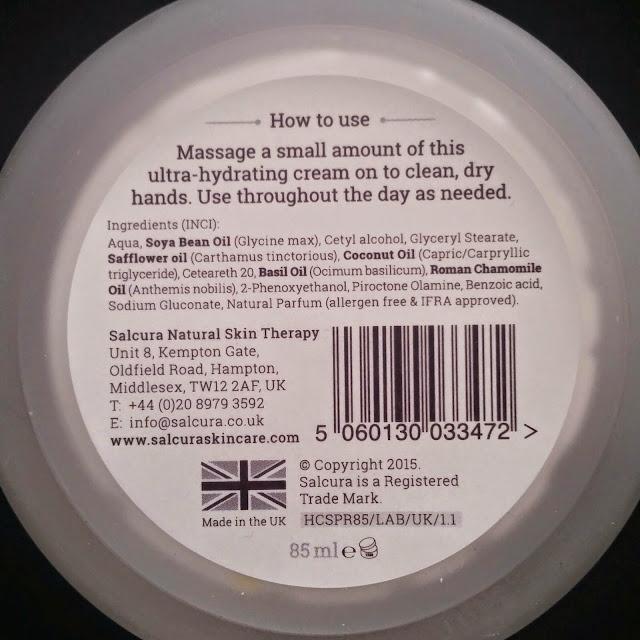 How to use
Massage a small amount of this
ultra-hydrating cream on to clean, dry
hands. Use throughout the day as needed.
Ingredients (INCI):
Aqua, Soya Bean Oil (Glycine max), Cetyl alcohol, Glyceryl Stearate,
Safflower oil (Carthamus tinctorious), Coconut Oil (Capric/Carpryllic
triglyceride), Ceteareth 20, Basil Oil (Ocimum basilicum), Roman Chamomile
Oil (Anthemis nobilis), 2-Phenoxyethanol, Piroctone Olamine, Benzoic acid,
Sodium Gluconate, Natural Parfum (allergen free & IFRA approved).
Salcura Natural Skin Therapy
Unit 8, Kempton Gate,
Oldfield Road, Hampton,
Middlesex, TW12 2AF, UK
T: +44 (0)20 8979 3592
E: info@salcura.co.uk
www.salcuraskincare.com
5 060130 033472 >
Made in the UK
© Copyright 2015.
Salcura is a Registered
Trade Mark.
HCSPR85/LAB/UK/1.1
85 ml e